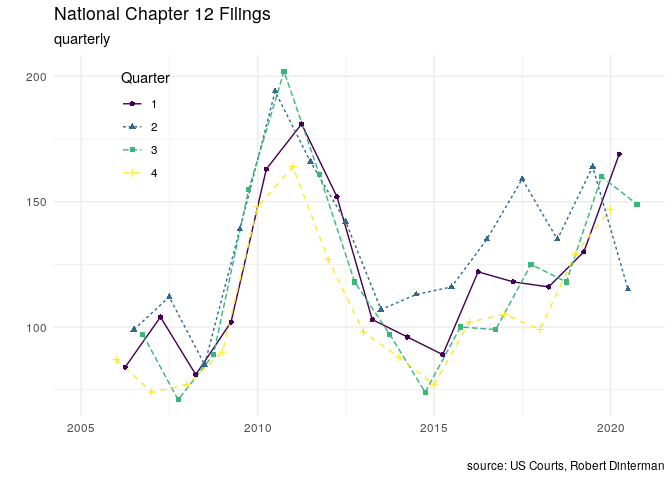 National Chapter 12 Filings
quarterly
Quarter
1
2
3
4
200
150
100
2005 2010 2015 2020
source: US Courts, Robert Dinterman